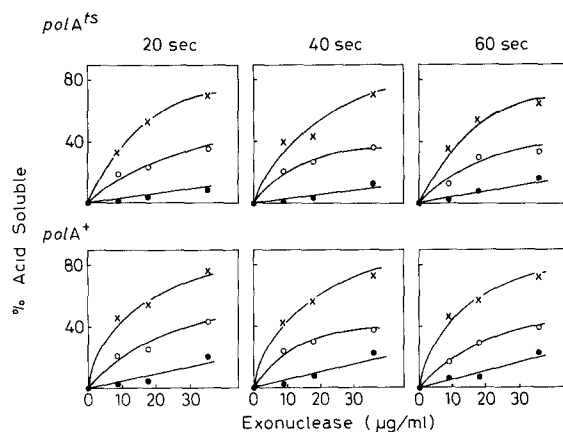 polA^ts
20 sec 40 sec 60 sec
80
40
polA^+
80
40
0
0 10 20 30 0 10 20 30 0 10 20 30
% Acid Soluble
Exonuclease (µg/ml)